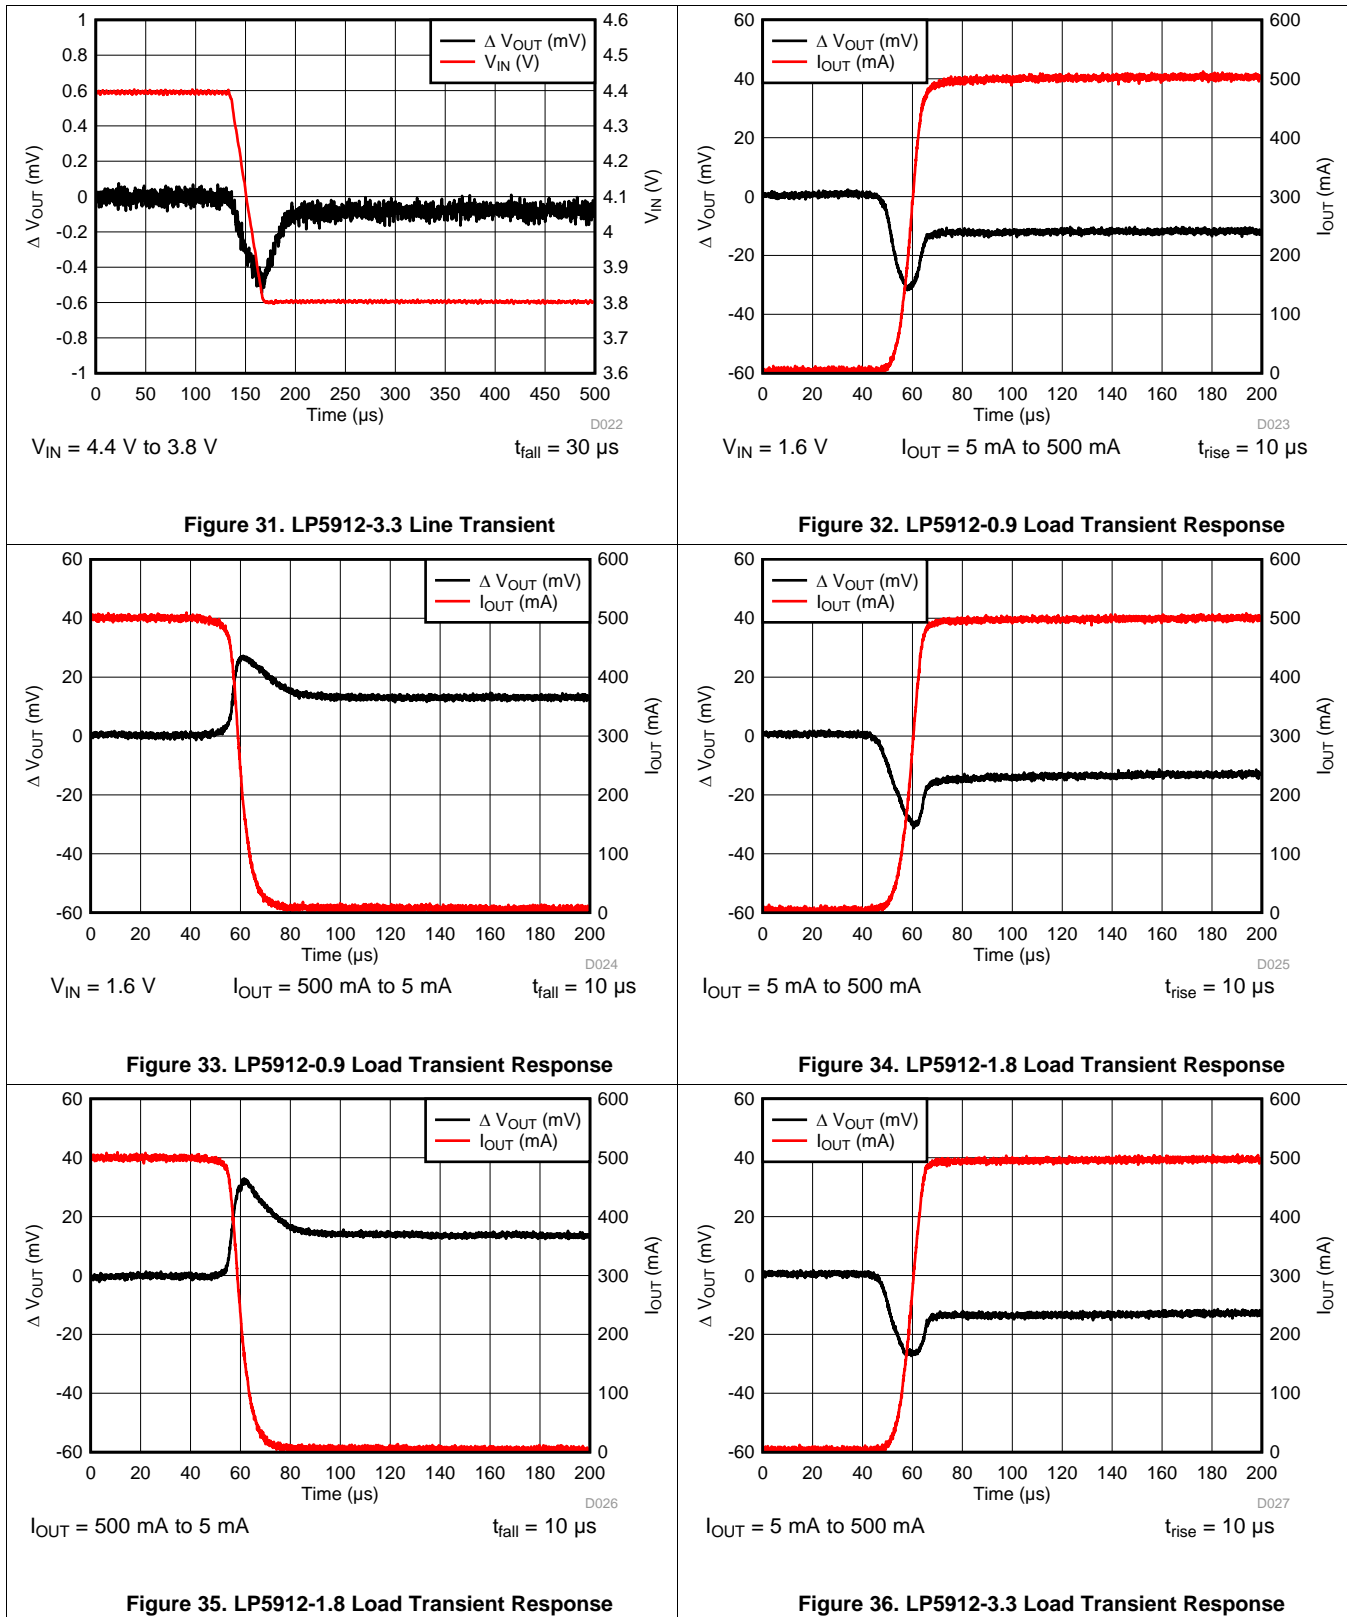 1
0.8
0.6
0.4
0.2
0
-0.2
-0.4
-0.6
-0.8
-1
Δ VOUT (mV)
4.6
4.5
4.4
4.3
4.2
4.1
4
3.9
3.8
3.7
3.6
VIN (V)
Δ VOUT (mV)
VIN (V)
0 50 100 150 200 250 300 350 400 450 500
Time (µs)
D022
VIN = 4.4 V to 3.8 V tfall = 30 µs
Figure 31. LP5912-3.3 Line Transient
60
40
20
0
-20
-40
-60
Δ VOUT (mV)
600
500
400
300
200
100
0
IOUT (mA)
Δ VOUT (mV)
IOUT (mA)
0 20 40 60 80 100 120 140 160 180 200
Time (µs)
D023
VIN = 1.6 V IOUT = 5 mA to 500 mA trise = 10 µs
Figure 32. LP5912-0.9 Load Transient Response
60
40
20
0
-20
-40
-60
Δ VOUT (mV)
600
500
400
300
200
100
0
IOUT (mA)
Δ VOUT (mV)
IOUT (mA)
0 20 40 60 80 100 120 140 160 180 200
Time (µs)
D024
VIN = 1.6 V IOUT = 500 mA to 5 mA tfall = 10 µs
Figure 33. LP5912-0.9 Load Transient Response
60
40
20
0
-20
-40
-60
Δ VOUT (mV)
600
500
400
300
200
100
0
IOUT (mA)
Δ VOUT (mV)
IOUT (mA)
0 20 40 60 80 100 120 140 160 180 200
Time (µs)
D025
IOUT = 5 mA to 500 mA trise = 10 µs
Figure 34. LP5912-1.8 Load Transient Response
60
40
20
0
-20
-40
-60
Δ VOUT (mV)
600
500
400
300
200
100
0
IOUT (mA)
Δ VOUT (mV)
IOUT (mA)
0 20 40 60 80 100 120 140 160 180 200
Time (µs)
D026
IOUT = 500 mA to 5 mA tfall = 10 µs
Figure 35. LP5912-1.8 Load Transient Response
60
40
20
0
-20
-40
-60
Δ VOUT (mV)
600
500
400
300
200
100
0
IOUT (mA)
Δ VOUT (mV)
IOUT (mA)
0 20 40 60 80 100 120 140 160 180 200
Time (µs)
D027
IOUT = 5 mA to 500 mA trise = 10 µs
Figure 36. LP5912-3.3 Load Transient Response